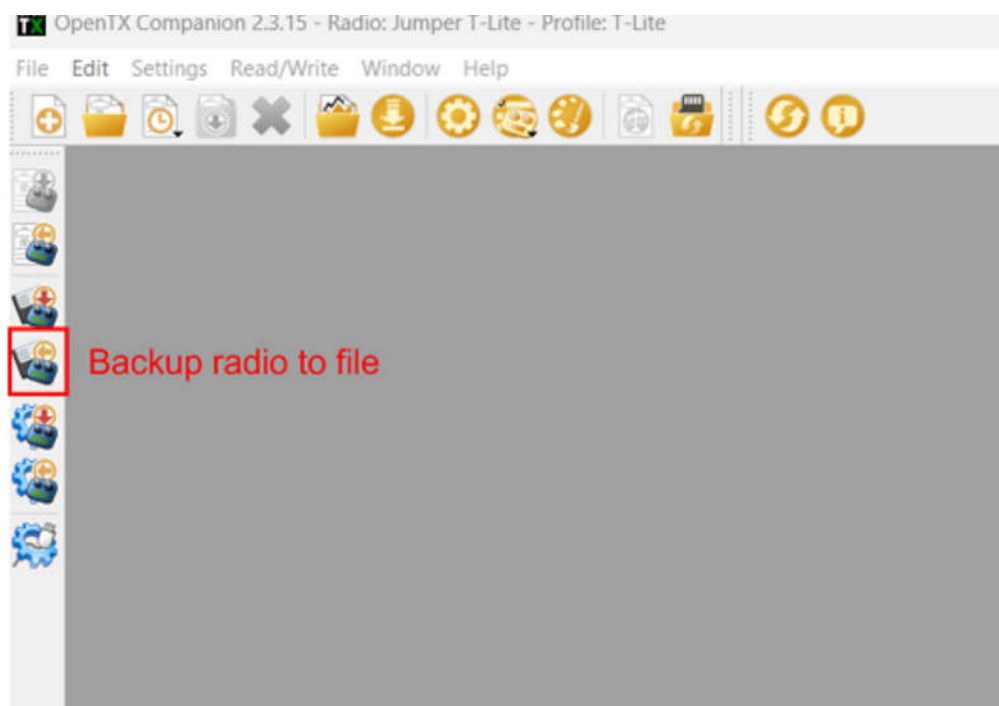 TX OpenTX Companion 2.3.15 - Radio: Jumper T-Lite - Profile: T-Lite
File Edit Settings Read/Write Window Help
Backup radio to file